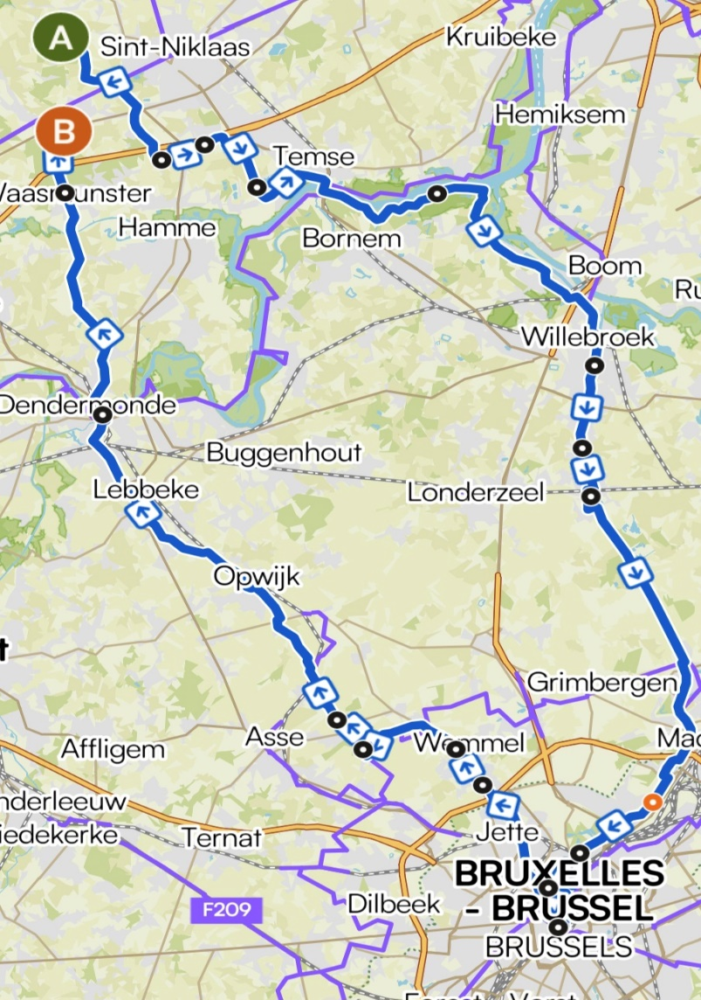 A
Sint-Niklaas
Kruibeke
Hemiksem
B
Temse
Hamme
Bornem
Boom
Willebroek
Dendermonde
Buggenhout
Lebbeke
Londerzeel
Opwijk
Grimbergen
Asse
Wemmel
Affligem
Jette
Ternat
BRUXELLES
- BRUSSEL
F209
Dilbeek
BRUSSELS